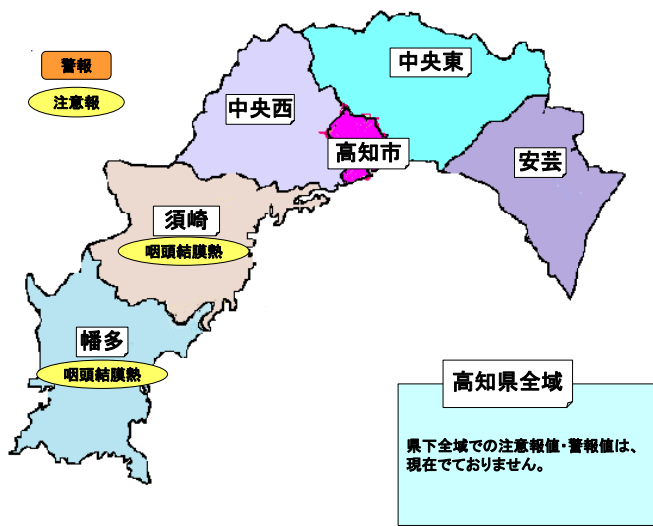 警報
注意報
中央東
中央西
高知市
安芸
須崎
咽頭結膜熱
幡多
咽頭結膜熱
高知県全域
県下全域での注意報値・警報値は、
現在でておりません。